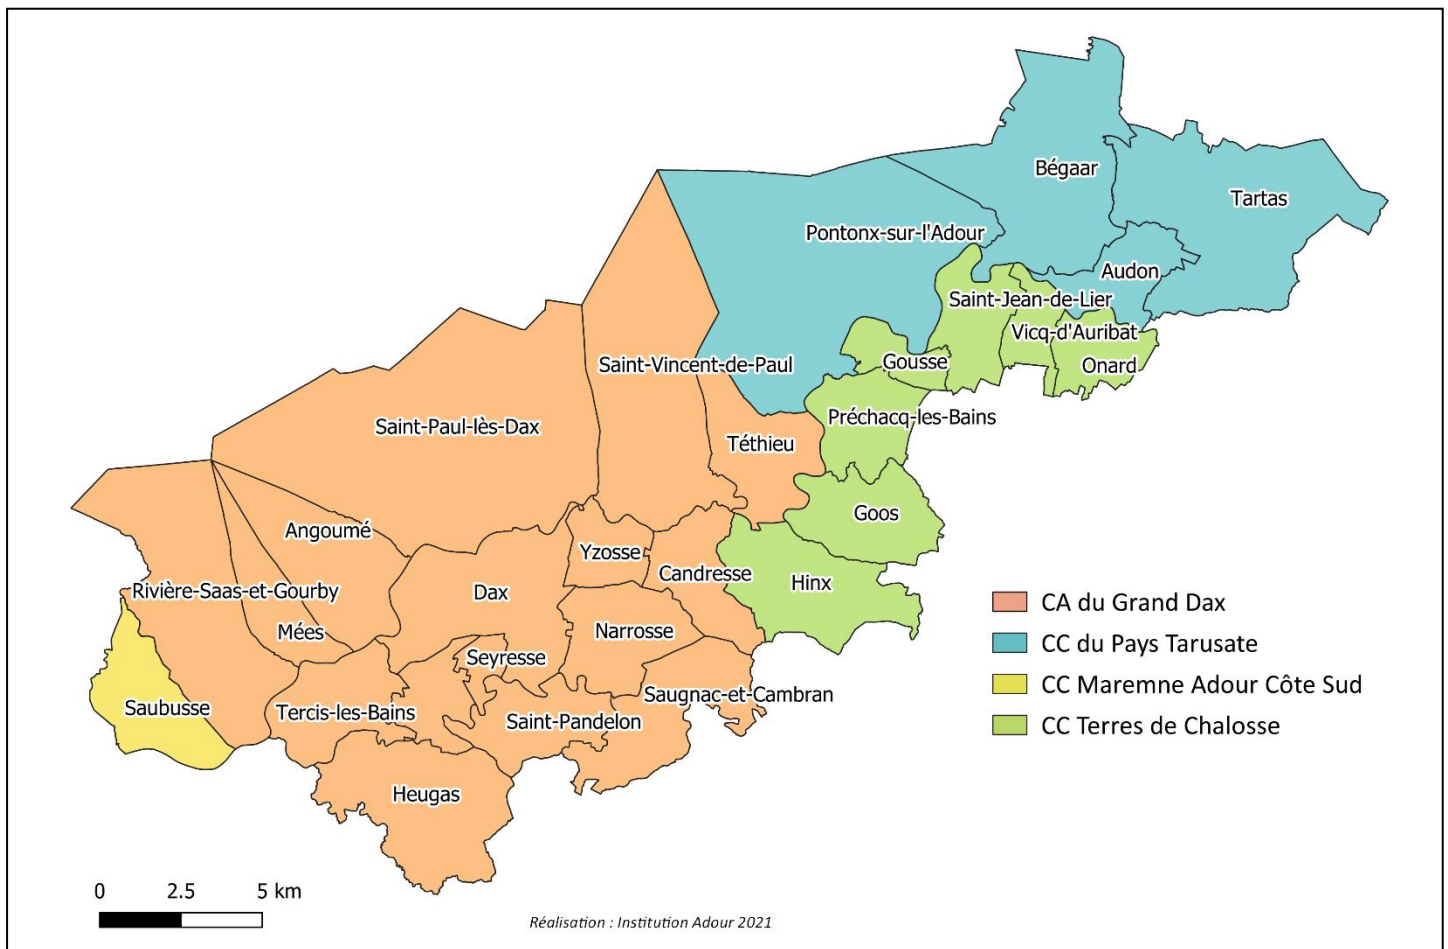 Bégaar
Tartas
Pontonx-sur-l'Adour
Audon
Saint-Jean-de-Lier
Vicq-d'Auribat
Gousse
Onard
Saint-Vincent-de-Paul
Préchacq-les-Bains
Saint-Paul-lès-Dax
Téthieu
Goos
Angoumé
Yzosse
Candresse
Hinx
Rivière-Saas-et-Gourby
Dax
Mées
Narrosse
Seyresse
Saugnac-et-Cambran
Saubusse
Tercis-les-Bains
Saint-Pandelon
Heugas
CA du Grand Dax
CC du Pays Tarusate
CC Maremne Adour Côte Sud
CC Terres de Chalosse
0 2.5 5 km
Réalisation : Institution Adour 2021